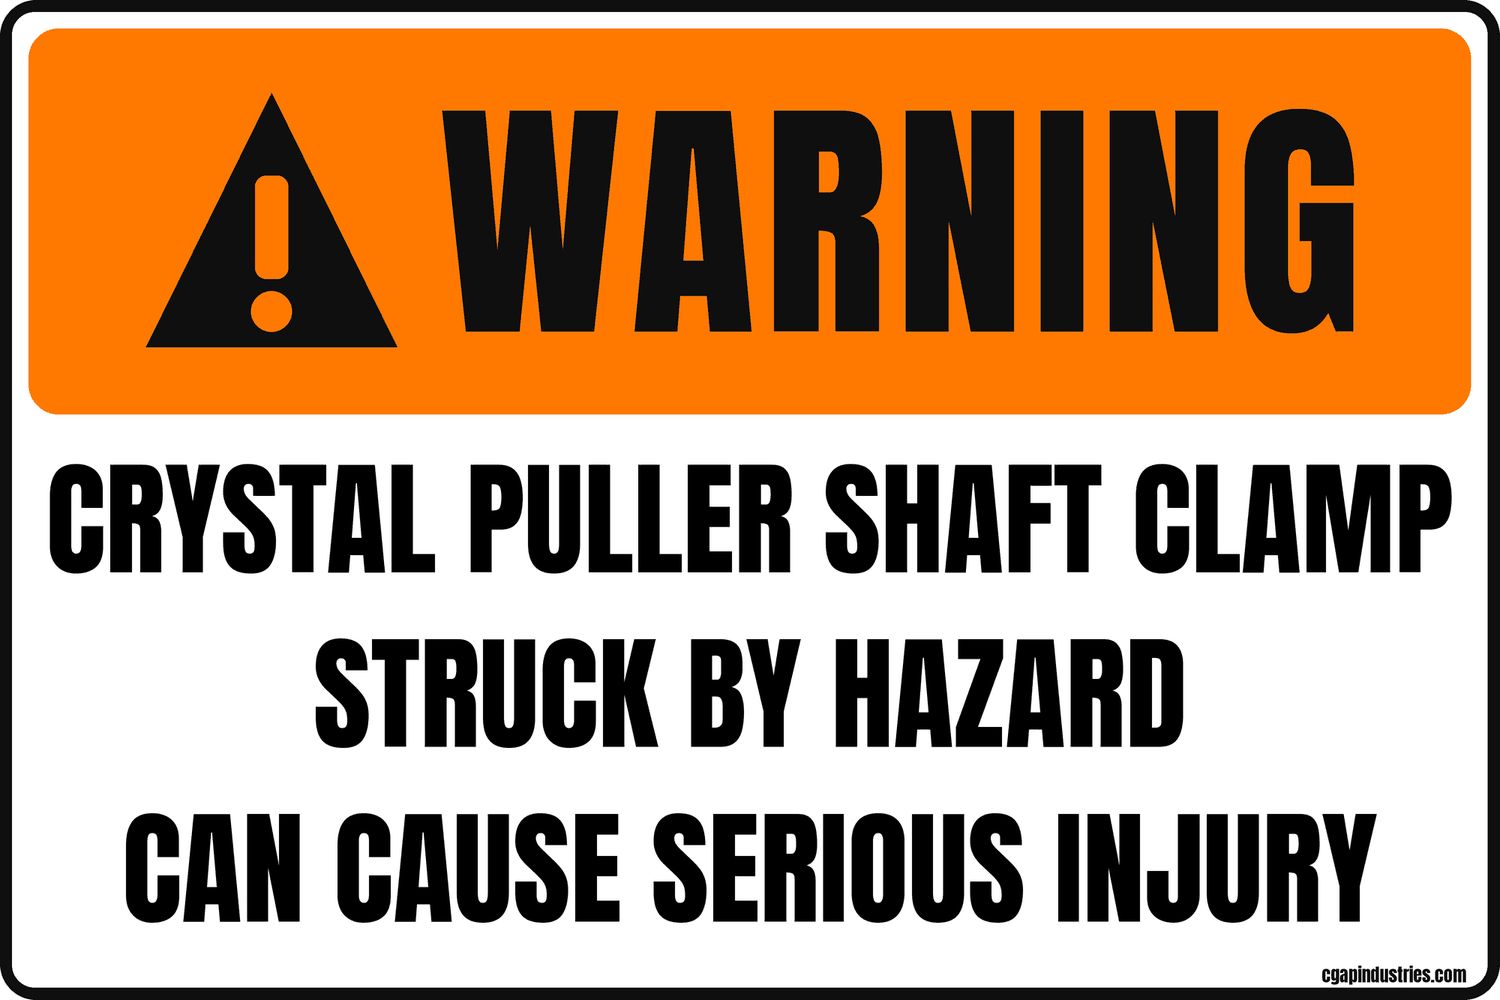 WARNING
CRYSTAL PULLER SHAFT CLAMP
STRUCK BY HAZARD
CAN CAUSE SERIOUS INJURY
cgapindustries.com